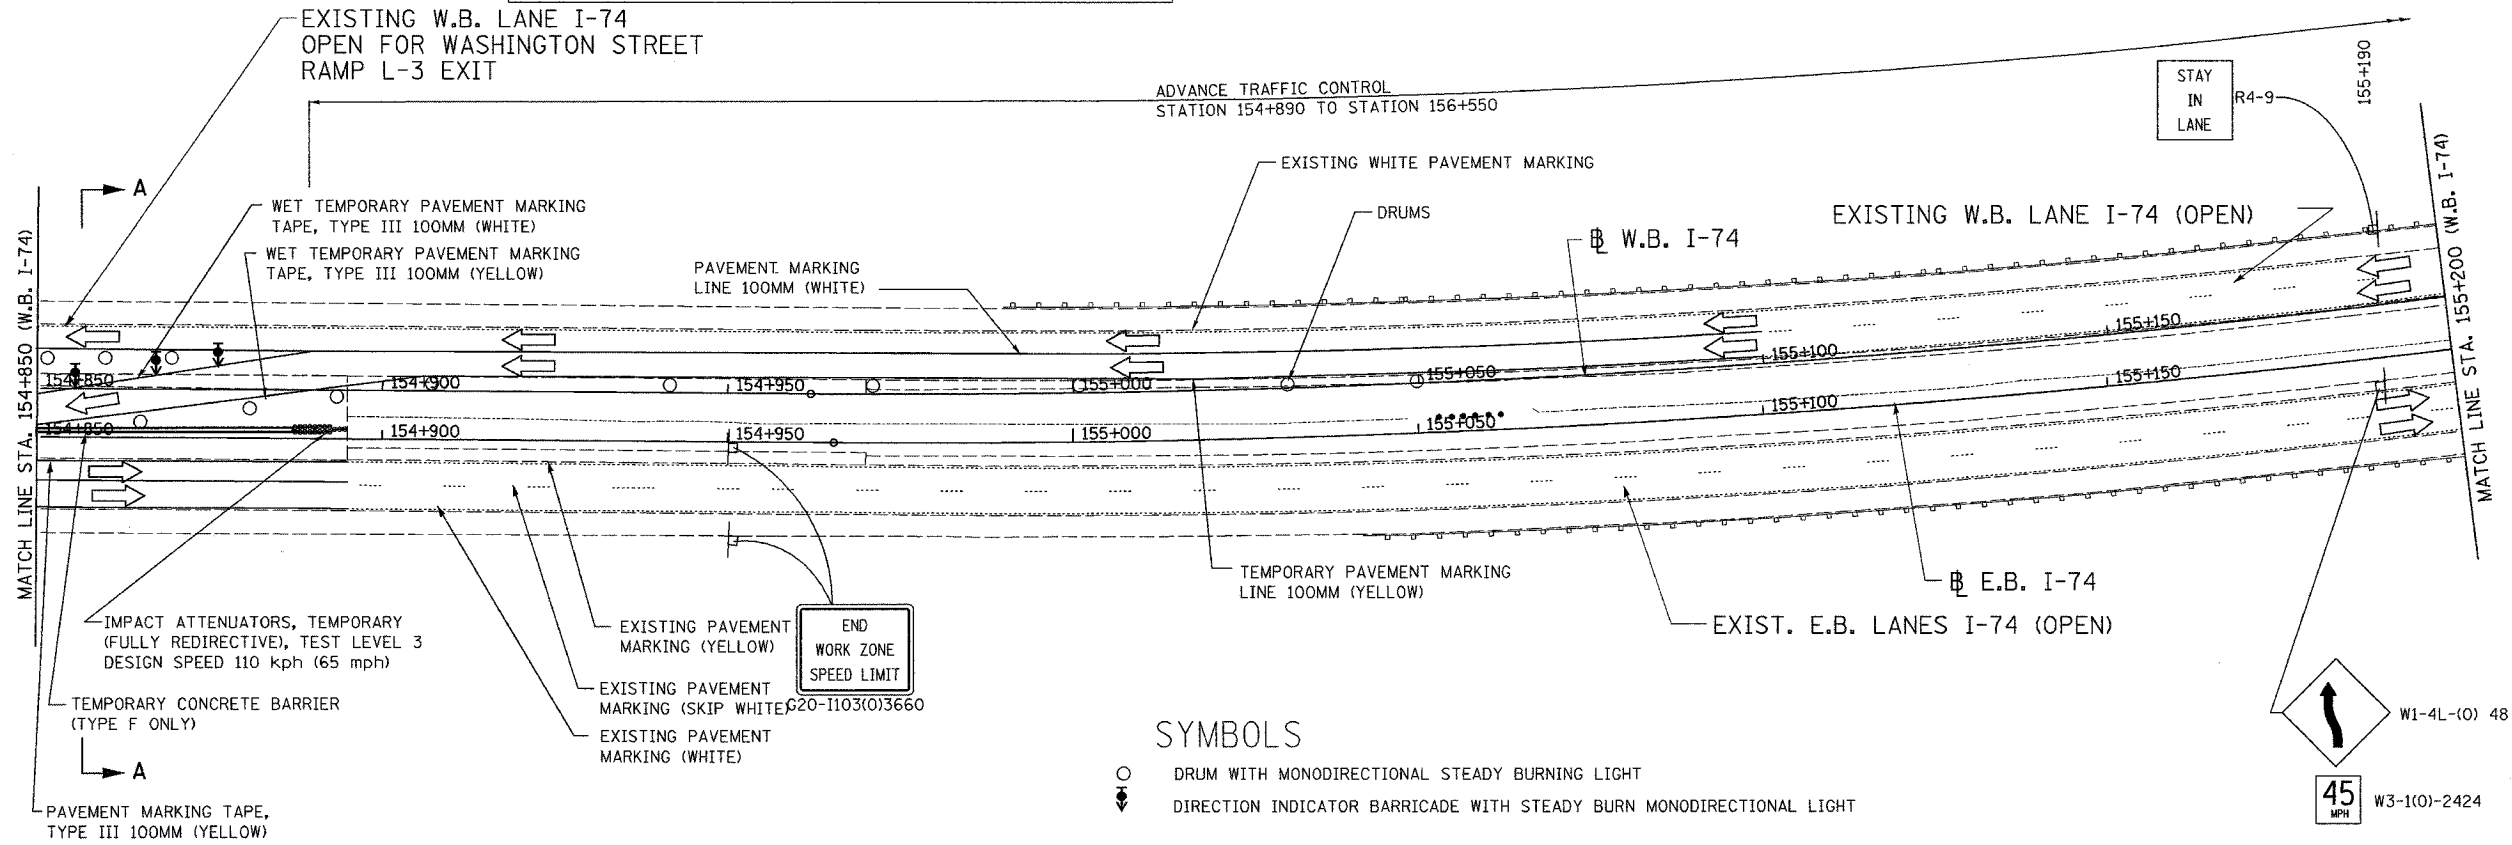 EXISTING W.B. LANE I-74
OPEN FOR WASHINGTON STREET
RAMP L-3 EXIT
ADVANCE TRAFFIC CONTROL
STATION 154+890 TO STATION 156+550
STAY
IN
LANE
R4-9
155+190
A
WET TEMPORARY PAVEMENT MARKING
TAPE, TYPE III 100MM (WHITE)
WET TEMPORARY PAVEMENT MARKING
TAPE, TYPE III 100MM (YELLOW)
PAVEMENT MARKING
LINE 100MM (WHITE)
EXISTING WHITE PAVEMENT MARKING
DRUMS
B W.B. I-74
EXISTING W.B. LANE I-74 (OPEN)
MATCH LINE STA. 154+850 (W.B. I-74)
MATCH LINE STA. 155+200 (W.B. I-74)
154+850
154+900
154+950
155+000
155+050
155+100
155+150
154+850
154+900
154+950
155+000
155+050
155+100
155+150
IMPACT ATTENUATORS, TEMPORARY
(FULLY REDIRECTIVE), TEST LEVEL 3
DESIGN SPEED 110 kph (65 mph)
TEMPORARY CONCRETE BARRIER
(TYPE F ONLY)
A
PAVEMENT MARKING TAPE,
TYPE III 100MM (YELLOW)
EXISTING PAVEMENT
MARKING (YELLOW)
EXISTING PAVEMENT
MARKING (SKIP WHITE)
EXISTING PAVEMENT
MARKING (WHITE)
END
WORK ZONE
SPEED LIMIT
G20-I103(0)3660
TEMPORARY PAVEMENT MARKING
LINE 100MM (YELLOW)
B E.B. I-74
EXIST. E.B. LANES I-74 (OPEN)
SYMBOLS
DRUM WITH MONODIRECTIONAL STEADY BURNING LIGHT
DIRECTION INDICATOR BARRICADE WITH STEADY BURN MONODIRECTIONAL LIGHT
W1-4L-(O) 48
45
MPH
W3-1(O)-2424